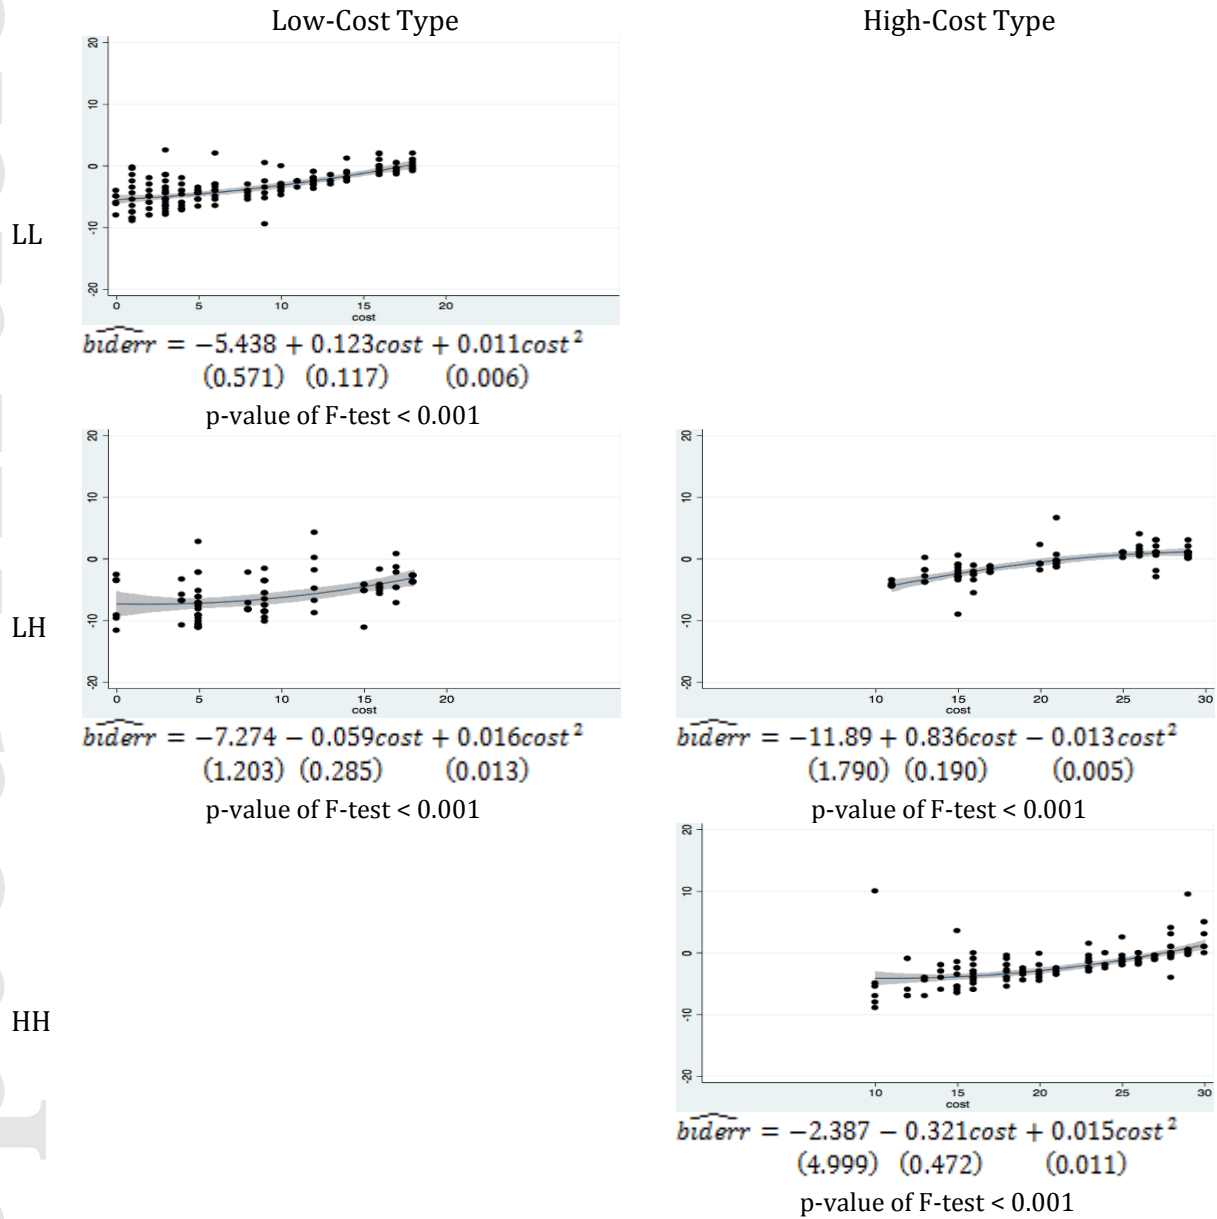 Low-Cost Type High-Cost Type
LL
20
10
0
-10
-20
0 5 10 15 20
cost
biderr̂ = −5.438 + 0.123cost + 0.011cost²
(0.571) (0.117) (0.006)
p-value of F-test < 0.001
LH
20
10
0
-10
-20
0 5 10 15 20
cost
biderr̂ = −7.274 − 0.059cost + 0.016cost²
(1.203) (0.285) (0.013)
p-value of F-test < 0.001
20
10
0
-10
-20
10 15 20 25 30
cost
biderr̂ = −11.89 + 0.836cost − 0.013cost²
(1.790) (0.190) (0.005)
p-value of F-test < 0.001
HH
20
10
0
-10
-20
10 15 20 25 30
cost
biderr̂ = −2.387 − 0.321cost + 0.015cost²
(4.999) (0.472) (0.011)
p-value of F-test < 0.001